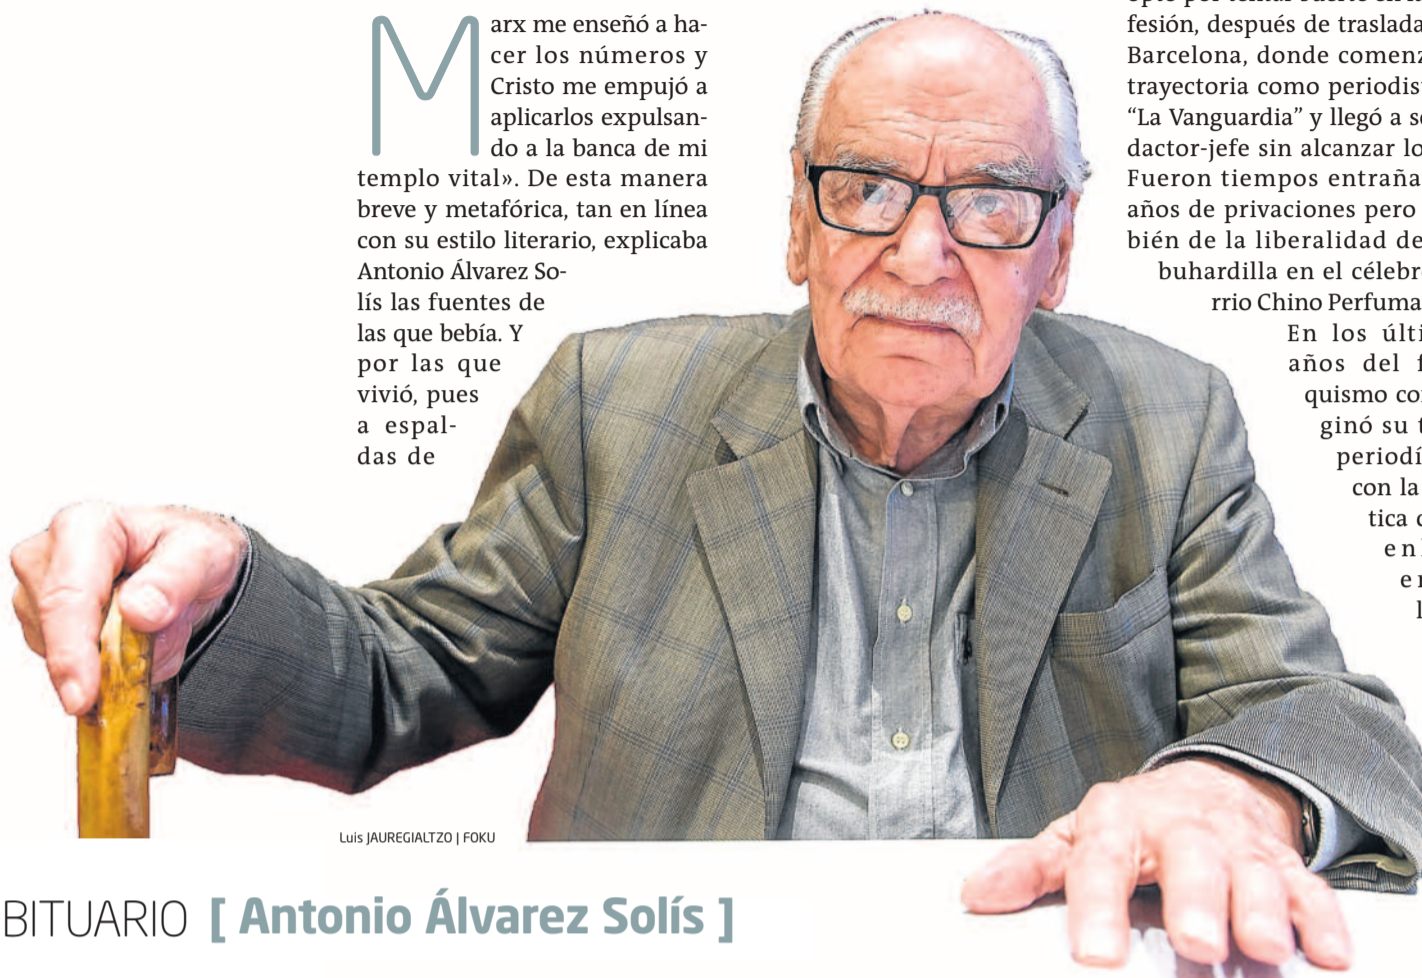 Marx me enseñó a ha-
cer los números y
Cristo me empujó a
aplicarlos expulsan-
do a la banca de mi
templo vital». De esta manera
breve y metafórica, tan en línea
con su estilo literario, explicaba
Antonio Álvarez So-
lís las fuentes de
las que bebía. Y
por las que
vivió, pues
a espal-
das de
fesión, después de traslada
Barcelona, donde comenz
trayectoria como periodis
“La Vanguardia” y llegó a s
dactor-jefe sin alcanzar lo
Fueron tiempos entraña
años de privaciones pero
bién de la liberalidad de
buhardilla en el célebr
rrio Chino Perfuma
En los últi
años del f
quismo co
ginó su t
periodí
con la
tica
en
e
l
Luis JAUREGIALTZO | FOKU
BITUARIO [ Antonio Álvarez Solís ]